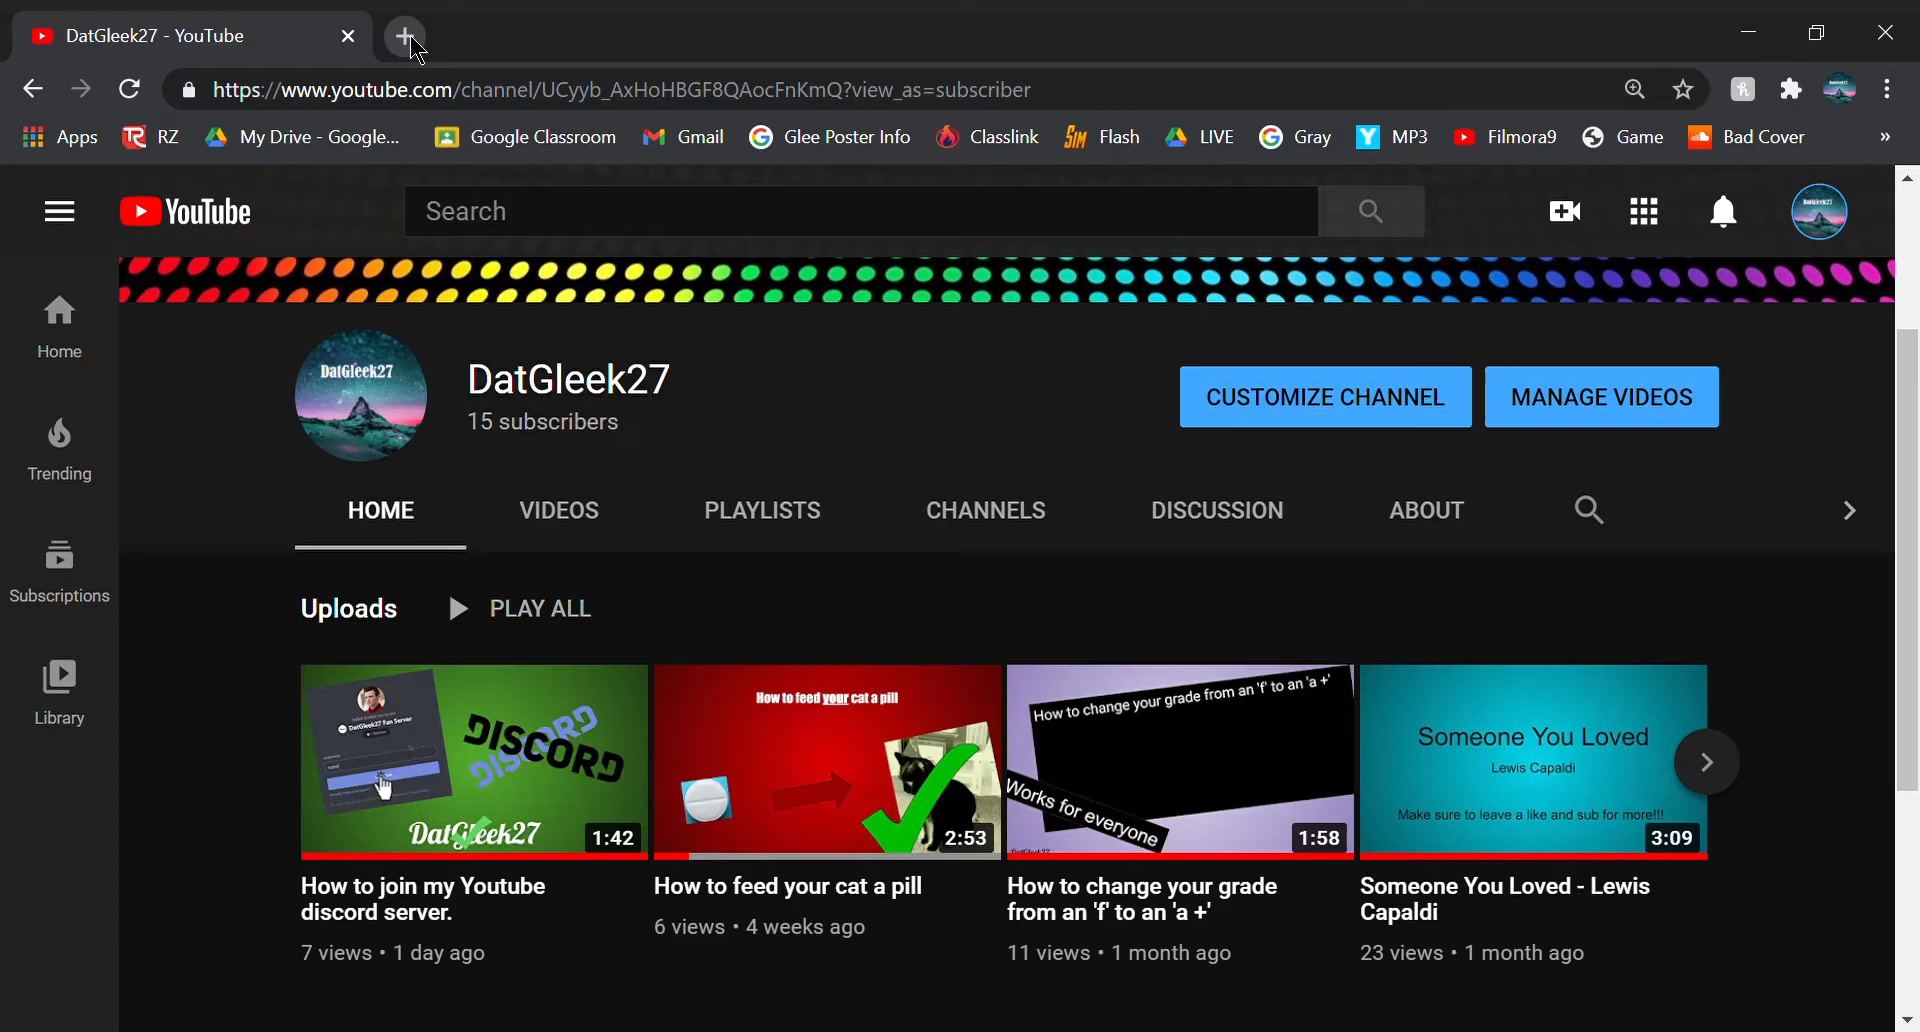 DatGleek27 - YouTube
https://www.youtube.com/channel/UCyyb_AxHoHBGF8QAocFnKmQ?view_as=subscriber
Apps RZ My Drive - Google... Google Classroom Gmail Glee Poster Info Classlink Flash LIVE Gray MP3 Filmora9 Game Bad Cover »
YouTube
Search
Home
Trending
Subscriptions
Library
DatGleek27
DatGleek27
15 subscribers
CUSTOMIZE CHANNEL
MANAGE VIDEOS
HOME VIDEOS PLAYLISTS CHANNELS DISCUSSION ABOUT
Uploads PLAY ALL
DatGleek27 Fan Server
DISCORD
DISCORD
DatGleek27
1:42
How to join my Youtube
discord server.
7 views • 1 day ago
How to feed your cat a pill
2:53
How to feed your cat a pill
6 views • 4 weeks ago
How to change your grade from an 'f' to an 'a +'
Works for everyone
1:58
How to change your grade
from an 'f' to an 'a +'
11 views • 1 month ago
Someone You Loved
Lewis Capaldi
Make sure to leave a like and sub for more!!!
3:09
Someone You Loved - Lewis
Capaldi
23 views • 1 month ago